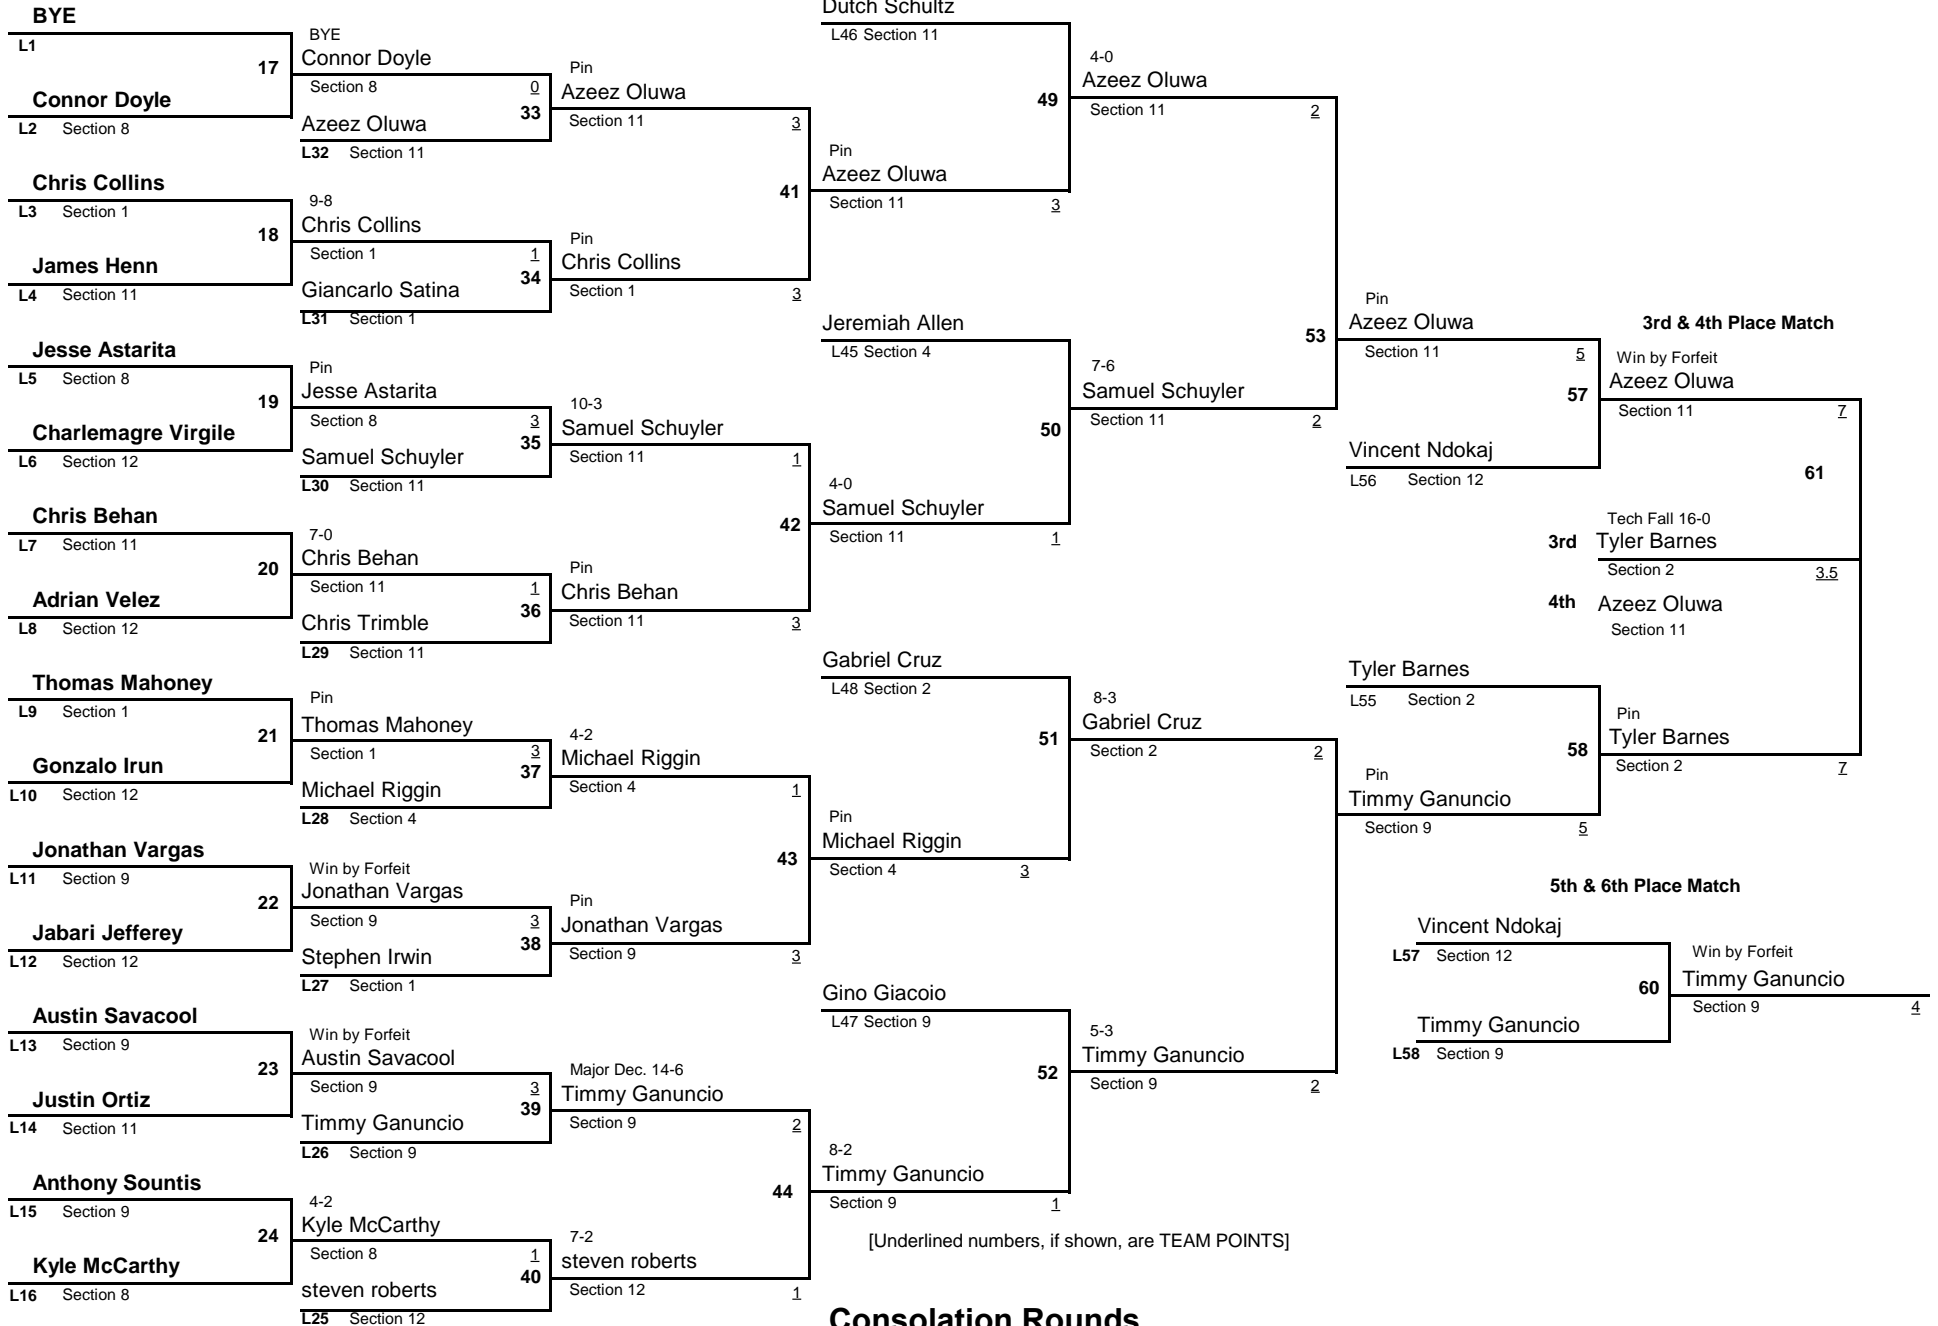 BYE
L1
17
Connor Doyle
L2 Section 8
Chris Collins
L3 Section 1
18
James Henn
L4 Section 11
Jesse Astarita
L5 Section 8
19
Charlemagre Virgile
L6 Section 12
Chris Behan
L7 Section 11
20
Adrian Velez
L8 Section 12
Thomas Mahoney
L9 Section 1
21
Gonzalo Irun
L10 Section 12
Jonathan Vargas
L11 Section 9
22
Jabari Jefferey
L12 Section 12
Austin Savacool
L13 Section 9
23
Justin Ortiz
L14 Section 11
Anthony Sountis
L15 Section 9
24
Kyle McCarthy
L16 Section 8
BYE
Connor Doyle
Section 8 0
33
Azeez Oluwa
L32 Section 11
9-8
Chris Collins
Section 1 1
34
Giancarlo Satina
L31 Section 1
Pin
Jesse Astarita
Section 8 3
35
Samuel Schuyler
L30 Section 11
7-0
Chris Behan
Section 11 1
36
Chris Trimble
L29 Section 11
Pin
Thomas Mahoney
Section 1 3
37
Michael Riggin
L28 Section 4
Win by Forfeit
Jonathan Vargas
Section 9 3
38
Stephen Irwin
L27 Section 1
Win by Forfeit
Austin Savacool
Section 9 3
39
Timmy Ganuncio
L26 Section 9
4-2
Kyle McCarthy
Section 8 1
40
steven roberts
L25 Section 12
Pin
Azeez Oluwa
Section 11 3
41
Pin
Chris Collins
Section 1 3
10-3
Samuel Schuyler
Section 11 1
42
Pin
Chris Behan
Section 11 3
4-2
Michael Riggin
Section 4 1
43
Pin
Jonathan Vargas
Section 9 3
Major Dec. 14-6
Timmy Ganuncio
Section 9 2
44
7-2
steven roberts
Section 12 1
Dutch Schultz
L46 Section 11
49
Pin
Azeez Oluwa
Section 11 3
Jeremiah Allen
L45 Section 4
50
4-0
Samuel Schuyler
Section 11 1
Gabriel Cruz
L48 Section 2
51
Pin
Michael Riggin
Section 4 3
Gino Giacoio
L47 Section 9
52
8-2
Timmy Ganuncio
Section 9 1
[Underlined numbers, if shown, are TEAM POINTS]
Consolation Rounds
4-0
Azeez Oluwa
Section 11 2
53
7-6
Samuel Schuyler
Section 11 2
8-3
Gabriel Cruz
Section 2 2
5-3
Timmy Ganuncio
Section 9 2
Pin
Azeez Oluwa
Section 11 5
57
Vincent Ndokaj
L56 Section 12
Tyler Barnes
L55 Section 2
58
Pin
Timmy Ganuncio
Section 9 5
3rd & 4th Place Match
Win by Forfeit
Azeez Oluwa
Section 11 7
61
Tech Fall 16-0
3rd Tyler Barnes
Section 2 3.5
4th Azeez Oluwa
Section 11
Pin
Tyler Barnes
Section 2 7
5th & 6th Place Match
Vincent Ndokaj
L57 Section 12
60
Timmy Ganuncio
L58 Section 9
Win by Forfeit
Timmy Ganuncio
Section 9 4